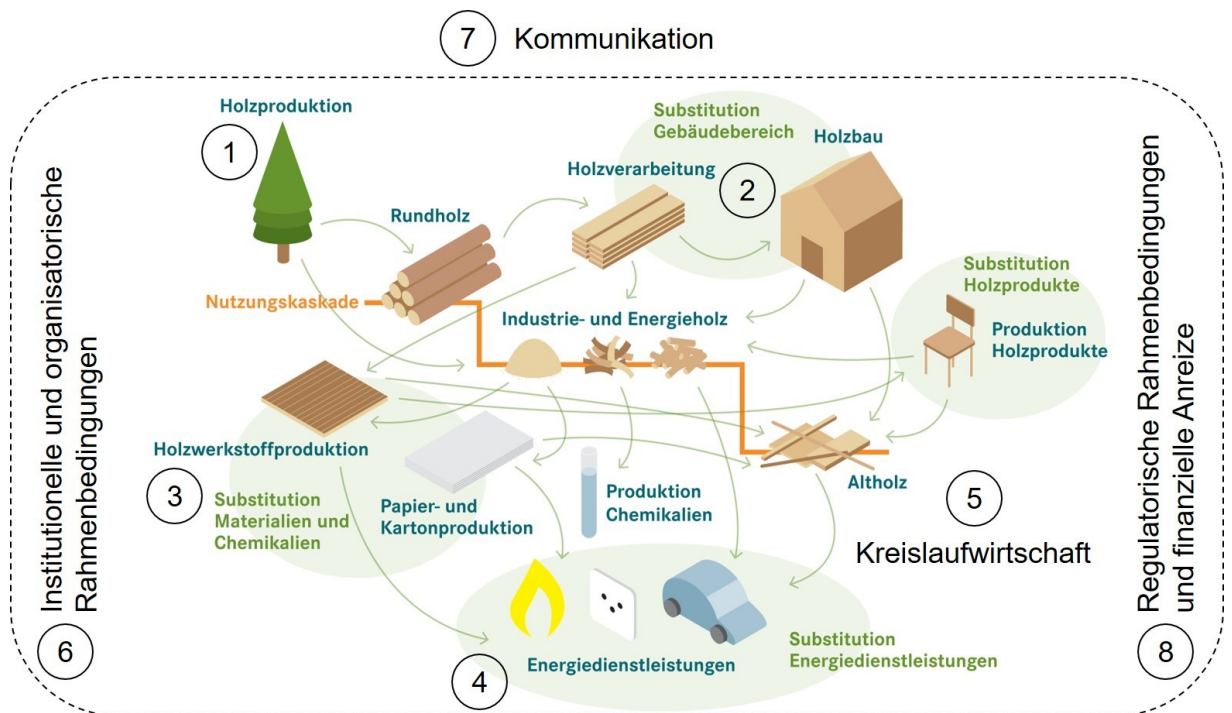 7 Kommunikation
Holzproduktion
1
Substitution
Gebäudebereich
Holzbau
Holzverarbeitung
2
Rundholz
Nutzungskaskade
Industrie- und Energieholz
Substitution
Holzprodukte
Produktion
Holzprodukte
Holzwerkstoffproduktion
3
Substitution
Materialien und
Chemikalien
Papier- und
Kartonproduktion
Produktion
Chemikalien
Altholz
5
Kreislaufwirtschaft
4
Energiedienstleistungen
Substitution
Energiedienstleistungen
Institutionelle und organisatorische
Rahmenbedingungen
6
Regulatorische Rahmenbedingungen
und finanzielle Anreize
8